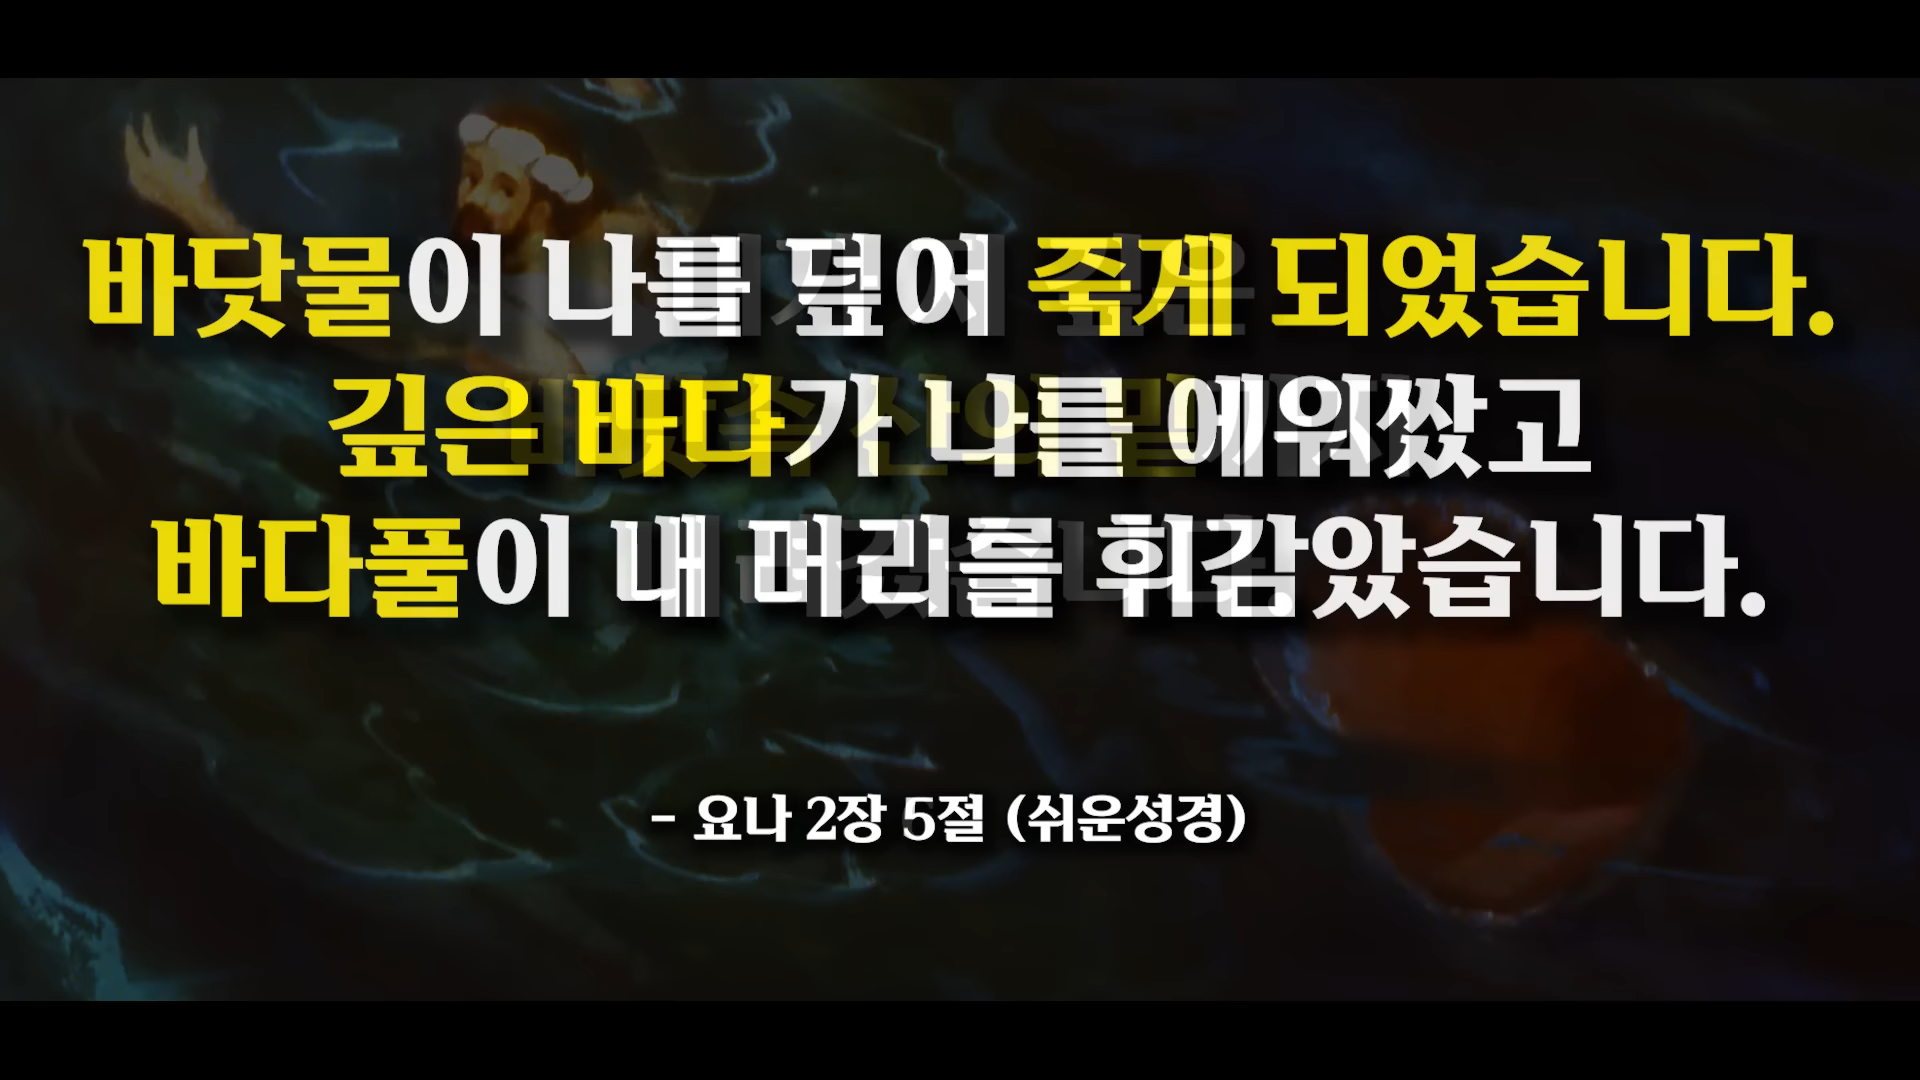 바닷물이 나를 덮어 죽게 되었습니다.
깊은 바다가 나를 에워쌌고
바다풀이 내 머리를 휘감았습니다.
- 요나 2장 5절 (쉬운성경)